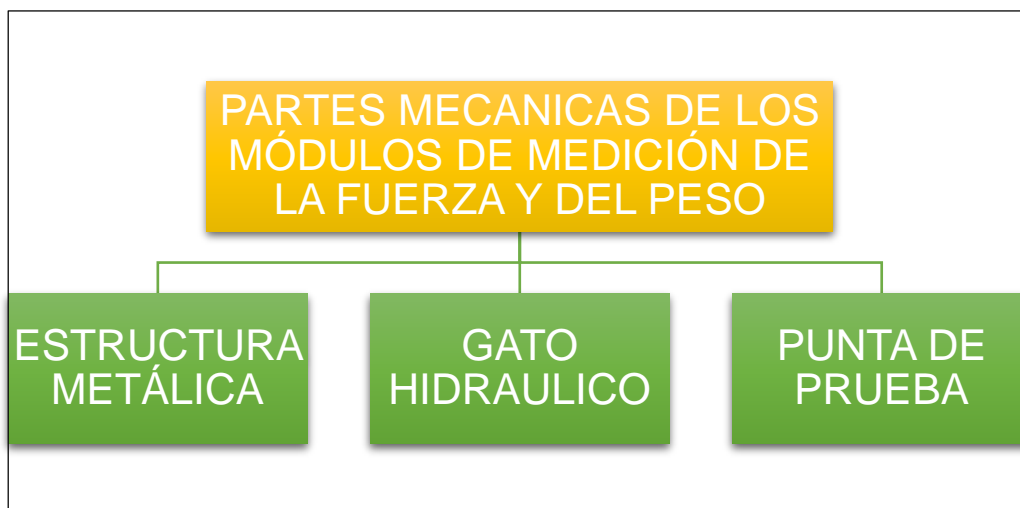 PARTES MECANICAS DE LOS
MÓDULOS DE MEDICIÓN DE
LA FUERZA Y DEL PESO
ESTRUCTURA
METÁLICA
GATO
HIDRAULICO
PUNTA DE
PRUEBA